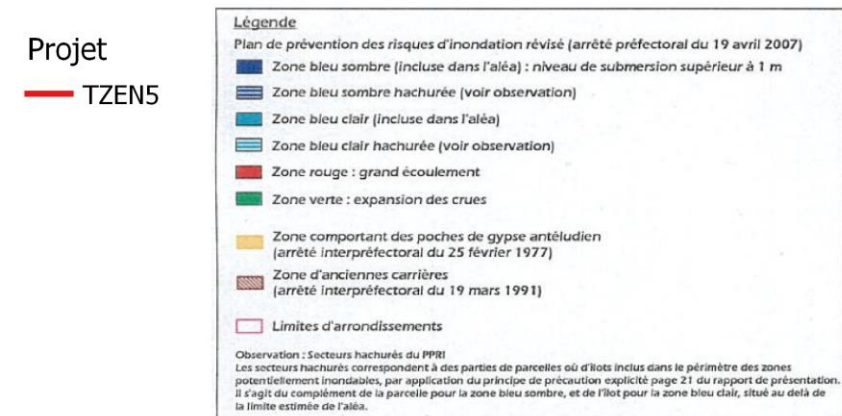 Projet
TZEN5
Légende
Plan de prévention des risques d'inondation révisé (arrêté préfectoral du 19 avril 2007)
Zone bleu sombre (incluse dans l'aléa) : niveau de submersion supérieur à 1 m
Zone bleu sombre hachurée (voir observation)
Zone bleu clair (incluse dans l'aléa)
Zone bleu clair hachurée (voir observation)
Zone rouge : grand écoulement
Zone verte : expansion des crues
Zone comportant des poches de gypse antéludien
(arrêté interpréfectoral du 25 février 1977)
Zone d'anciennes carrières
(arrêté interpréfectoral du 19 mars 1991)
Limites d'arrondissements
Observation : Secteurs hachurés du PPRI
Les secteurs hachurés correspondent à des parties de parcelles où d'îlots inclus dans le périmètre des zones
potentiellement inondables, par application du principe de précaution explicité page 21 du rapport de présentation.
Il s'agit du complément de la parcelle pour la zone bleu sombre, et de l'îlot pour la zone bleu clair, situé au delà de
la limite estimée de l'aléa.